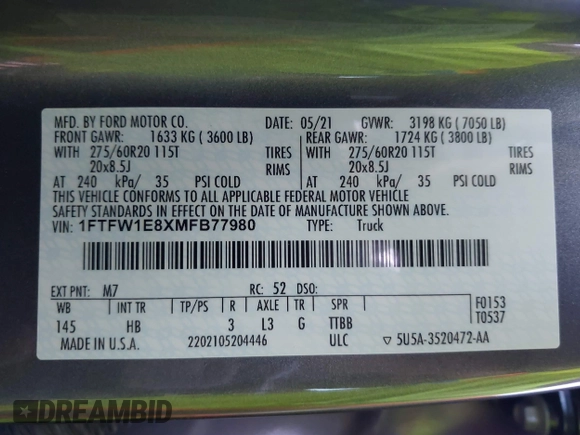 MFD. BY FORD MOTOR CO. DATE: 05/21 GVWR: 3198 KG ( 7050 LB)
FRONT GAWR: 1633 KG ( 3600 LB) REAR GAWR: 1724 KG ( 3800 LB)
WITH 275/60R20 115T TIRES WITH 275/60R20 115T TIRES
20x8.5J RIMS 20x8.5J RIMS
AT 240 kPa/ 35 PSI COLD AT 240 kPa/ 35 PSI COLD
THIS VEHICLE CONFORMS TO ALL APPLICABLE FEDERAL MOTOR VEHICLE
SAFETY STANDARDS IN EFFECT ON THE DATE OF MANUFACTURE SHOWN ABOVE.
VIN: 1FTFW1E8XMFB77980 TYPE: Truck
EXT PNT: M7 RC: 52 DSO:
WB INT TR TP/PS R AXLE TR SPR F0153
145 HB 3 L3 G TTBB T0537
MADE IN U.S.A. 2202105204446 ULC ▽ 5U5A-3520472-AA
DREAMBID